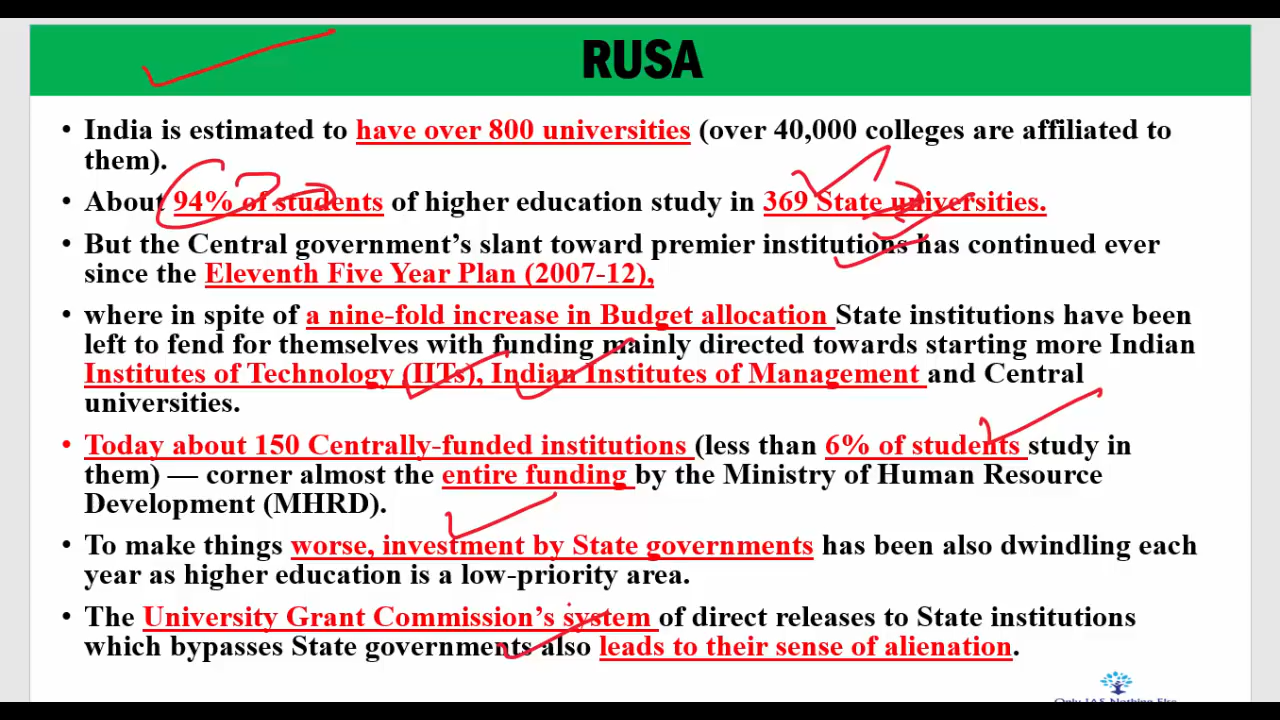 RUSA
• India is estimated to have over 800 universities (over 40,000 colleges are affiliated to
them).
• About 94% of students of higher education study in 369 State universities.
• But the Central government's slant toward premier institutions has continued ever
since the Eleventh Five Year Plan (2007-12),
• where in spite of a nine-fold increase in Budget allocation State institutions have been
left to fend for themselves with funding mainly directed towards starting more Indian
Institutes of Technology (IITs), Indian Institutes of Management and Central
universities.
• Today about 150 Centrally-funded institutions (less than 6% of students study in
them) — corner almost the entire funding by the Ministry of Human Resource
Development (MHRD).
• To make things worse, investment by State governments has been also dwindling each
year as higher education is a low-priority area.
• The University Grant Commission's system of direct releases to State institutions
which bypasses State governments also leads to their sense of alienation.
Only IAS Nothing Else